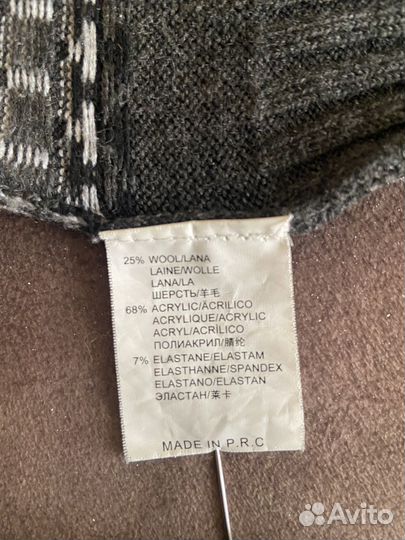 25% WOOL/LANA
LAINE/WOLLE
LANA/LA
ШЕРСТЬ/羊毛
68% ACRYLIC/ACRILICO
ACRYLIQUE/ACRYLIC
ACRYL/ACRÍLICO
ПОЛИАКРИЛ/腈纶
7% ELASTANE/ELASTAM
ELASTHANNE/SPANDEX
ELASTANO/ELASTAN
ЭЛАСТАН/莱卡
MADE IN P.R.C
Avito